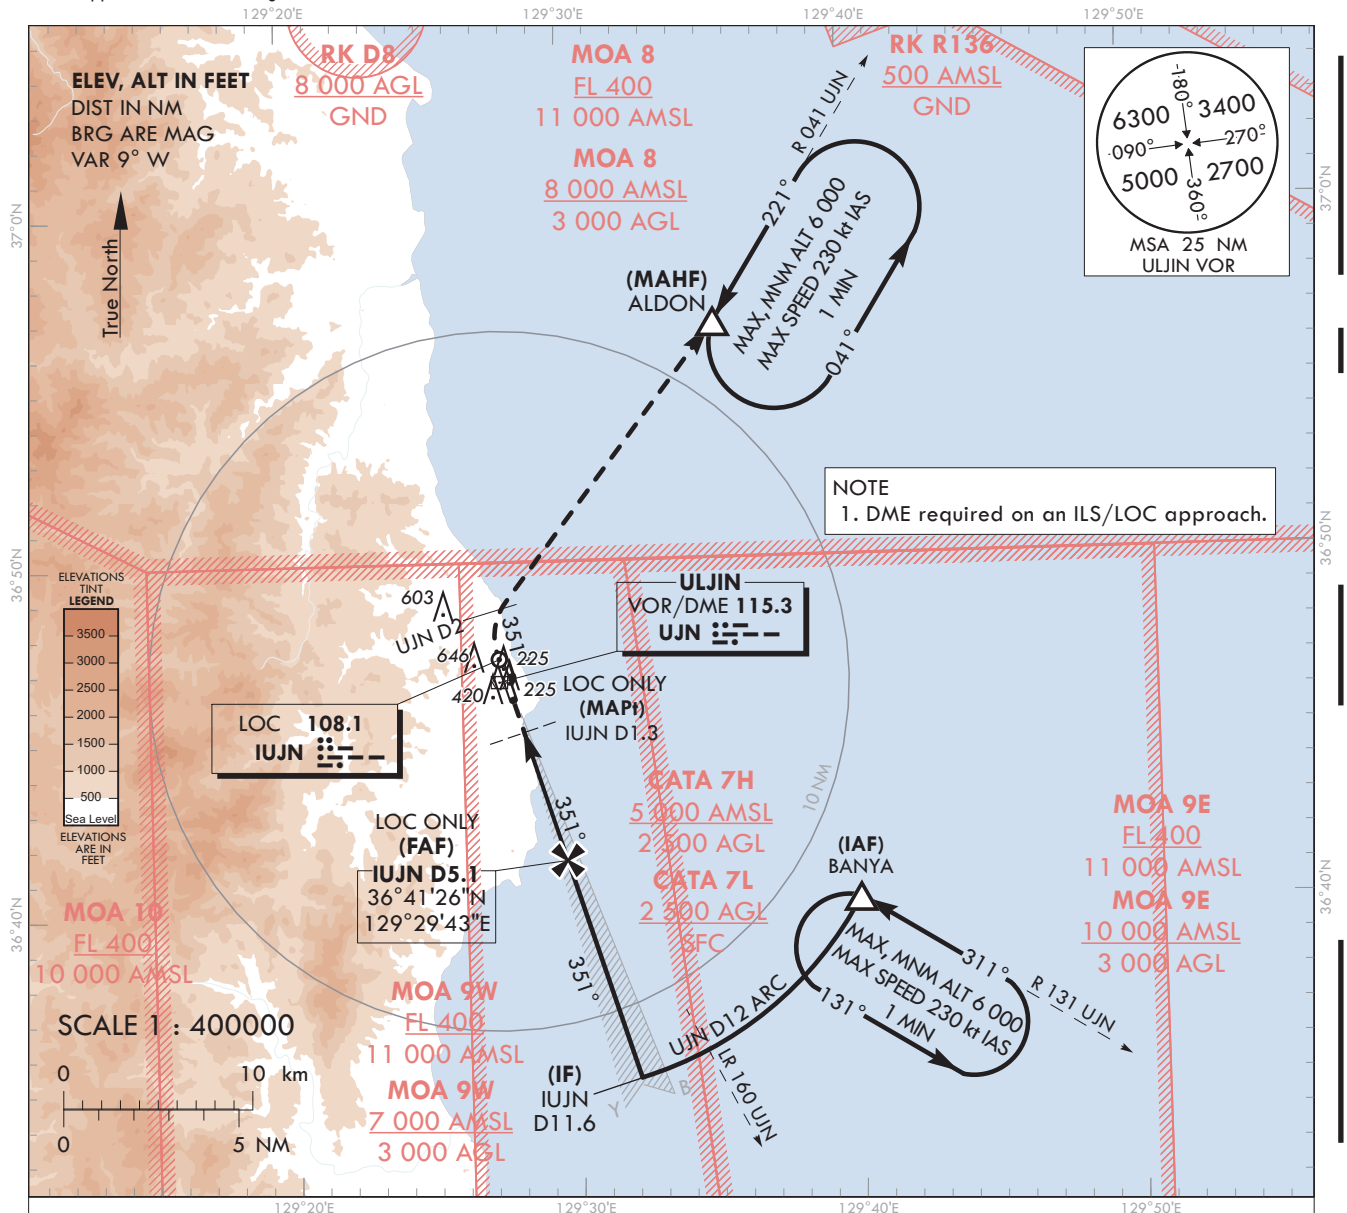 129°20'E
129°30'E
129°40'E
129°50'E
ELEV, ALT IN FEET
DIST IN NM
BRG ARE MAG
VAR 9° W
True North
RK D8
8 000 AGL
GND
MOA 8
FL 400
11 000 AMSL
MOA 8
8 000 AMSL
3 000 AGL
RK R136
500 AMSL
GND
R 041 UJN
180°
6300
3400
090°
270°
5000
2700
360°
MSA 25 NM
ULJIN VOR
37°0'N
37°0'N
221°
MAX, MNM ALT 6 000
MAX SPEED 230 kt IAS
1 MIN
041°
(MAHF)
ALDON
NOTE
1. DME required on an ILS/LOC approach.
36°50'N
36°50'N
ELEVATIONS
TINT
LEGEND
3500
3000
2500
2000
1500
1000
500
Sea Level
ELEVATIONS
ARE IN
FEET
603
UJN D2
351°
646
225
420
225
ULJIN
VOR/DME 115.3
UJN
LOC ONLY
(MAPt)
IUJN D1.3
LOC 108.1
IUJN
10 NM
351°
LOC ONLY
(FAF)
IUJN D5.1
36°41'26"N
129°29'43"E
CATA 7H
5 000 AMSL
2 500 AGL
CATA 7L
2 500 AGL
SFC
(IAF)
BANYA
MOA 9E
FL 400
11 000 AMSL
MOA 9E
10 000 AMSL
3 000 AGL
36°40'N
36°40'N
MOA 10
FL 400
10 000 AMSL
351°
MAX, MNM ALT 6 000
MAX SPEED 230 kt IAS
1 MIN
311°
131°
R 131 UJN
UJN D12 ARC
LR 160 UJN
MOA 9W
FL 400
11 000 AMSL
MOA 9W
7 000 AMSL
3 000 AGL
SCALE 1 : 400000
0
10 km
0
5 NM
(IF)
IUJN
D11.6
Y
B
129°20'E
129°30'E
129°40'E
129°50'E